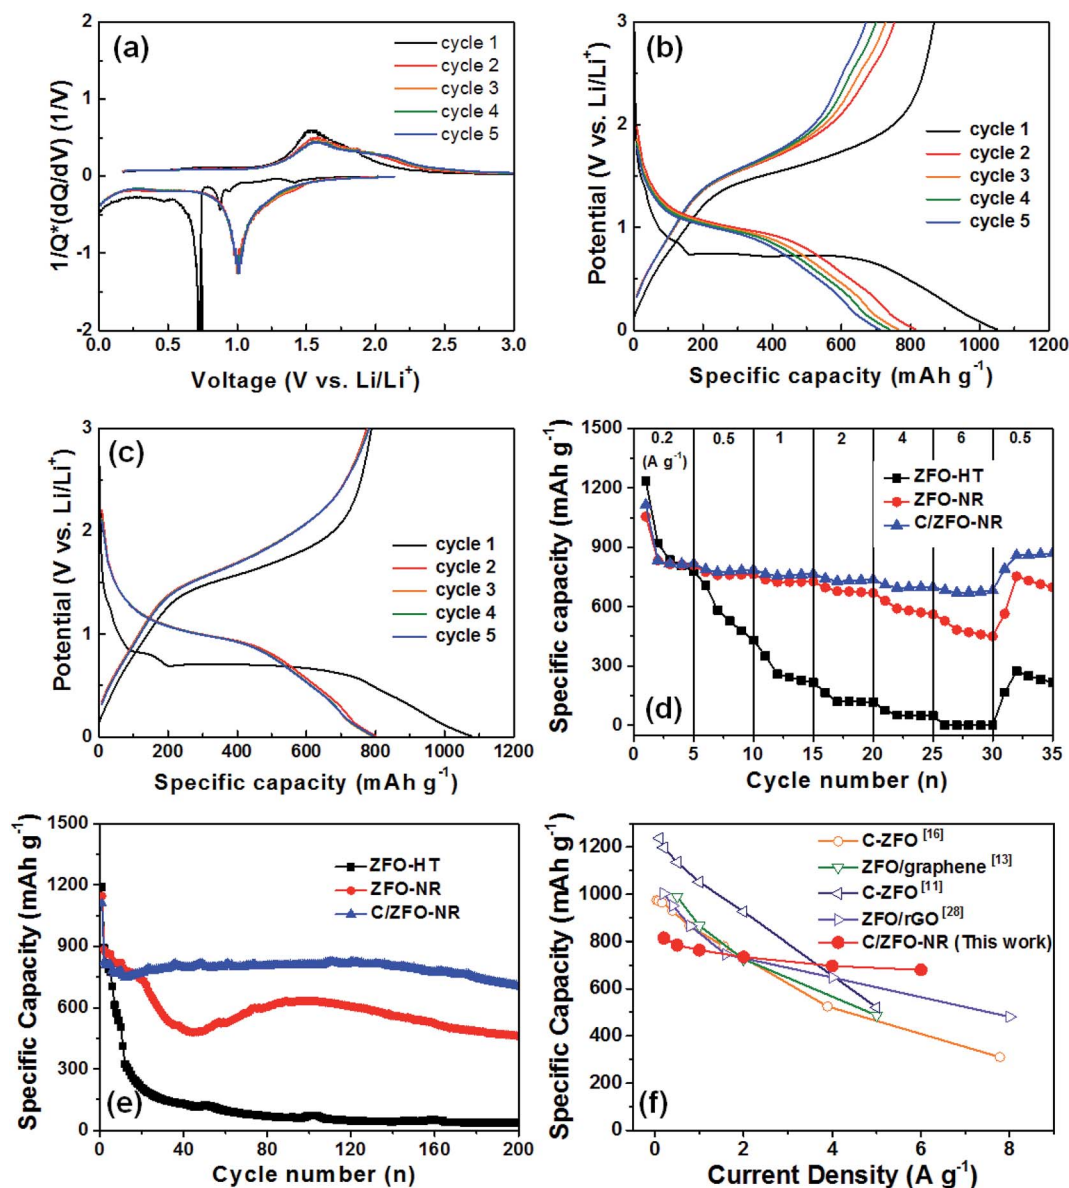 (a)
cycle 1
cycle 2
cycle 3
cycle 4
cycle 5
1/Q*(dQ/dV) (1/V)
2
1
0
-1
-2
0.0 0.5 1.0 1.5 2.0 2.5 3.0
Voltage (V vs. Li/Li⁺)
(b)
cycle 1
cycle 2
cycle 3
cycle 4
cycle 5
Potential (V vs. Li/Li⁺)
3
2
1
0
0 200 400 600 800 1000 1200
Specific capacity (mAh g⁻¹)
(c)
cycle 1
cycle 2
cycle 3
cycle 4
cycle 5
Potential (V vs. Li/Li⁺)
3
2
1
0
0 200 400 600 800 1000 1200
Specific capacity (mAh g⁻¹)
0.2 0.5 1 2 4 6 0.5
(A g⁻¹)
ZFO-HT
ZFO-NR
C/ZFO-NR
(d)
Specific capacity (mAh g⁻¹)
1500
1200
900
600
300
0
0 5 10 15 20 25 30 35
Cycle number (n)
ZFO-HT
ZFO-NR
C/ZFO-NR
(e)
Specific Capacity (mAh g⁻¹)
1500
1200
900
600
300
0
0 40 80 120 160 200
Cycle number (n)
C-ZFO [16]
ZFO/graphene [13]
C-ZFO [11]
ZFO/rGO [28]
C/ZFO-NR (This work)
(f)
Specific Capacity (mAh g⁻¹)
1200
1000
800
600
400
200
0
0 2 4 6 8
Current Density (A g⁻¹)